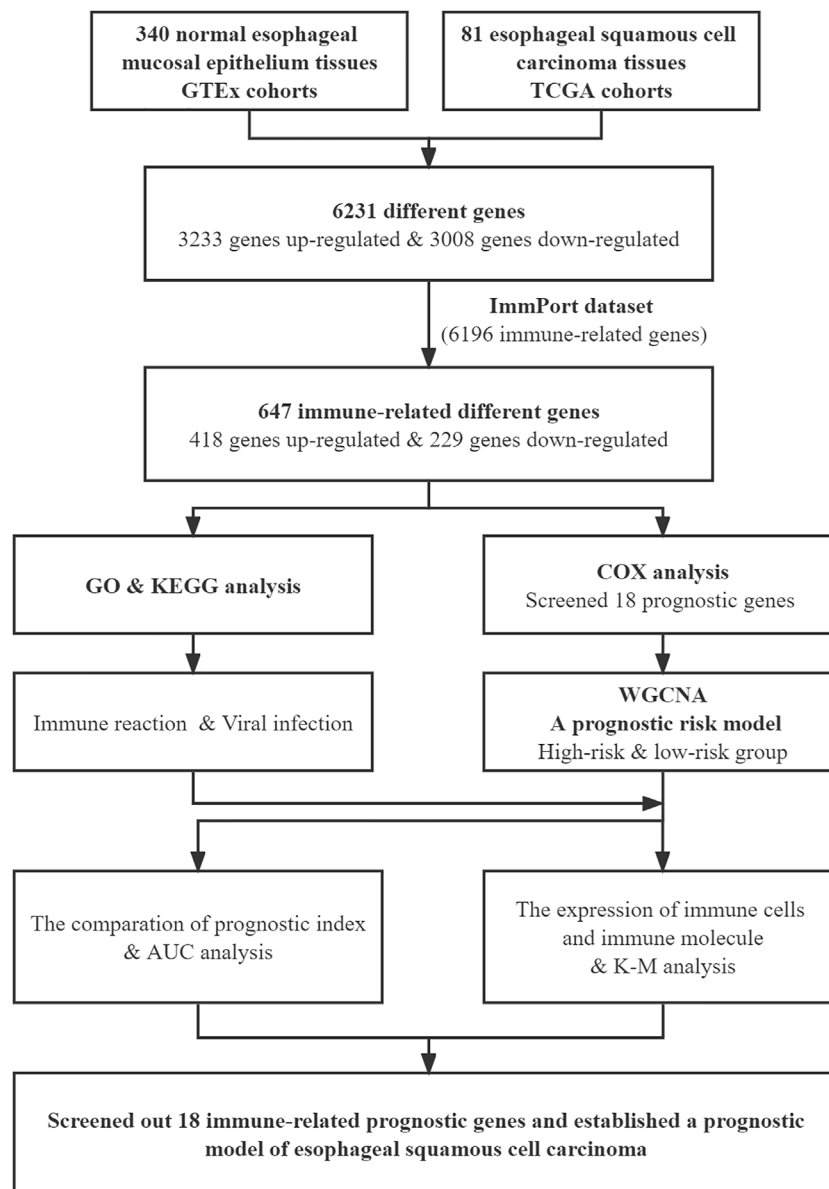 340 normal esophageal
mucosal epithelium tissues
GTEx cohorts
81 esophageal squamous cell
carcinoma tissues
TCGA cohorts
6231 different genes
3233 genes up-regulated & 3008 genes down-regulated
ImmPort dataset
(6196 immune-related genes)
647 immune-related different genes
418 genes up-regulated & 229 genes down-regulated
GO & KEGG analysis
COX analysis
Screened 18 prognostic genes
Immune reaction & Viral infection
WGCNA
A prognostic risk model
High-risk & low-risk group
The comparation of prognostic index
& AUC analysis
The expression of immune cells
and immune molecule
& K-M analysis
Screened out 18 immune-related prognostic genes and established a prognostic
model of esophageal squamous cell carcinoma